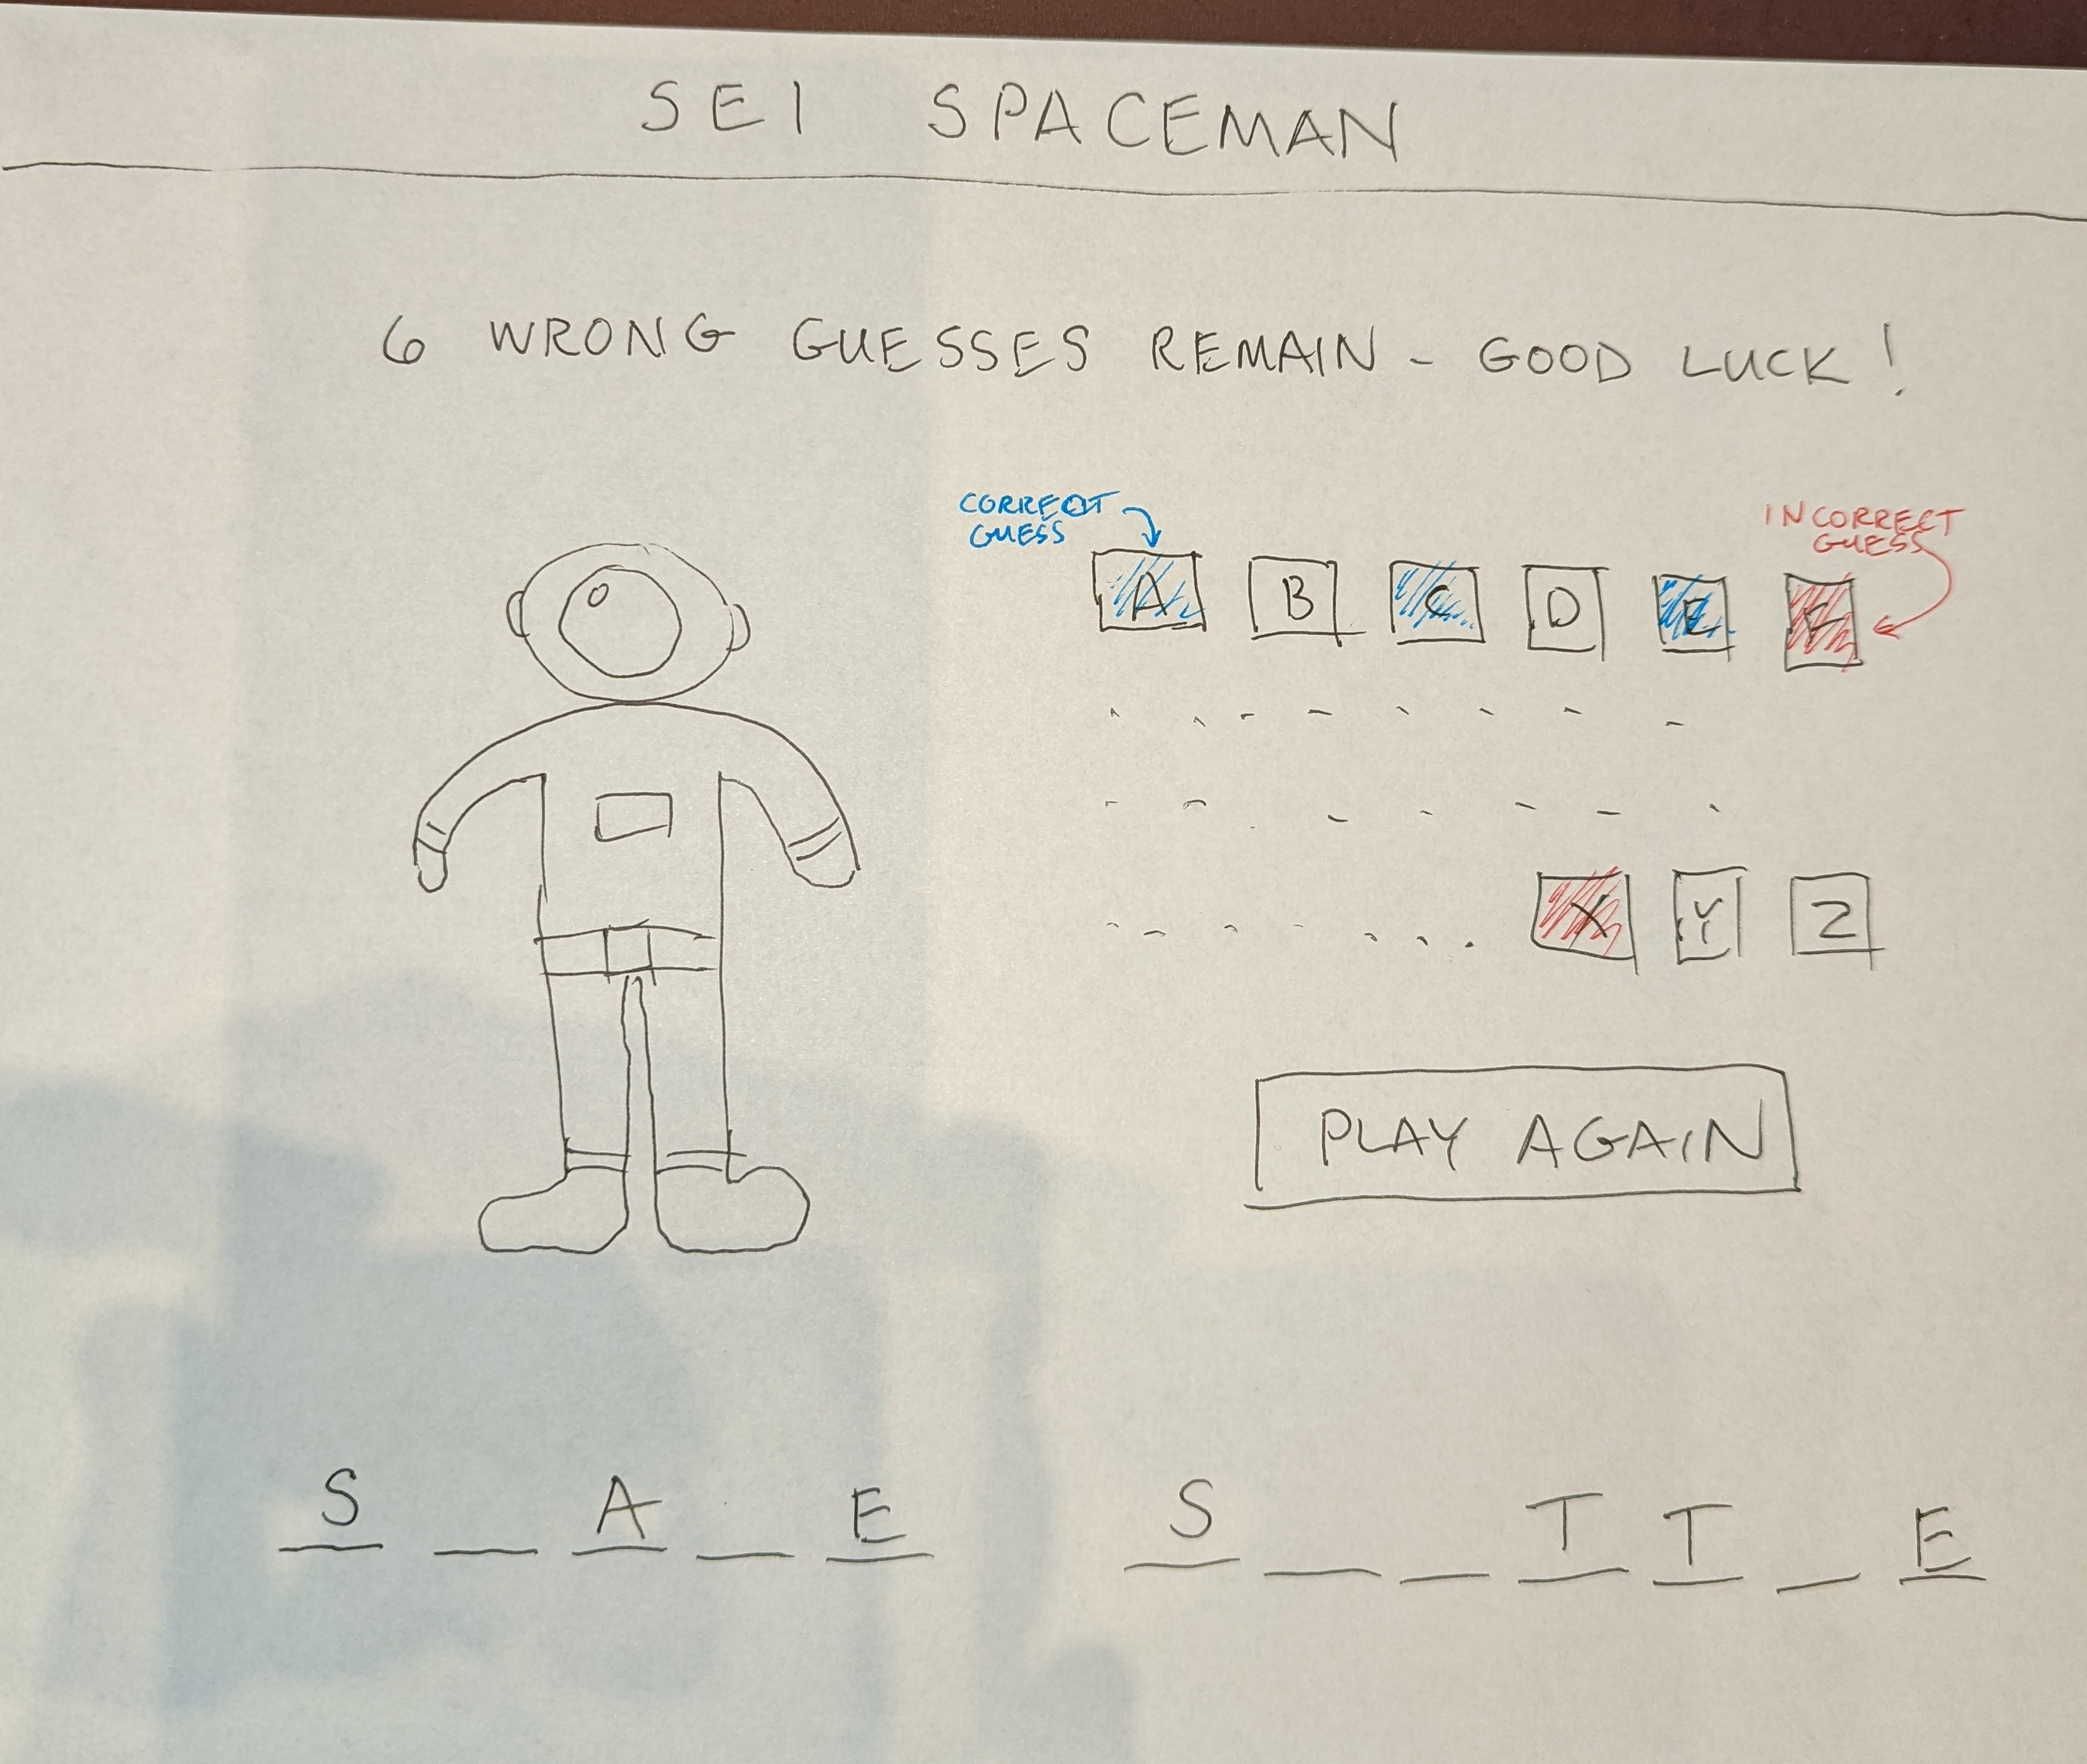 SEI SPACEMAN
6 WRONG GUESSES REMAIN - GOOD LUCK!
CORRECT
GUESS
INCORRECT
GUESS
A B C D E F
X Y Z
PLAY AGAIN
S _ A _ E S _ _ T T _ E